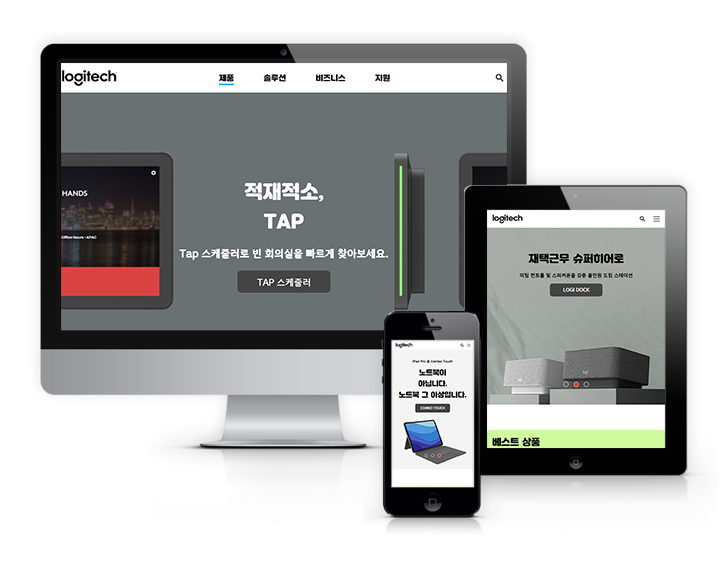 logitech
제품 솔루션 비즈니스 지원
HANDS
Office Hours - APAC
적재적소,
TAP
Tap 스케줄러로 빈 회의실을 빠르게 찾아보세요.
TAP 스케줄러
logitech
재택근무 슈퍼히어로
미팅 컨트롤 및 스피커폰을 갖춘 올인원 도킹 스테이션
LOGI DOCK
logi
베스트 상품
logitech
iPad Pro 용 Combo Touch
노트북이
아닙니다.
노트북 그 이상입니다.
COMBO TOUCH